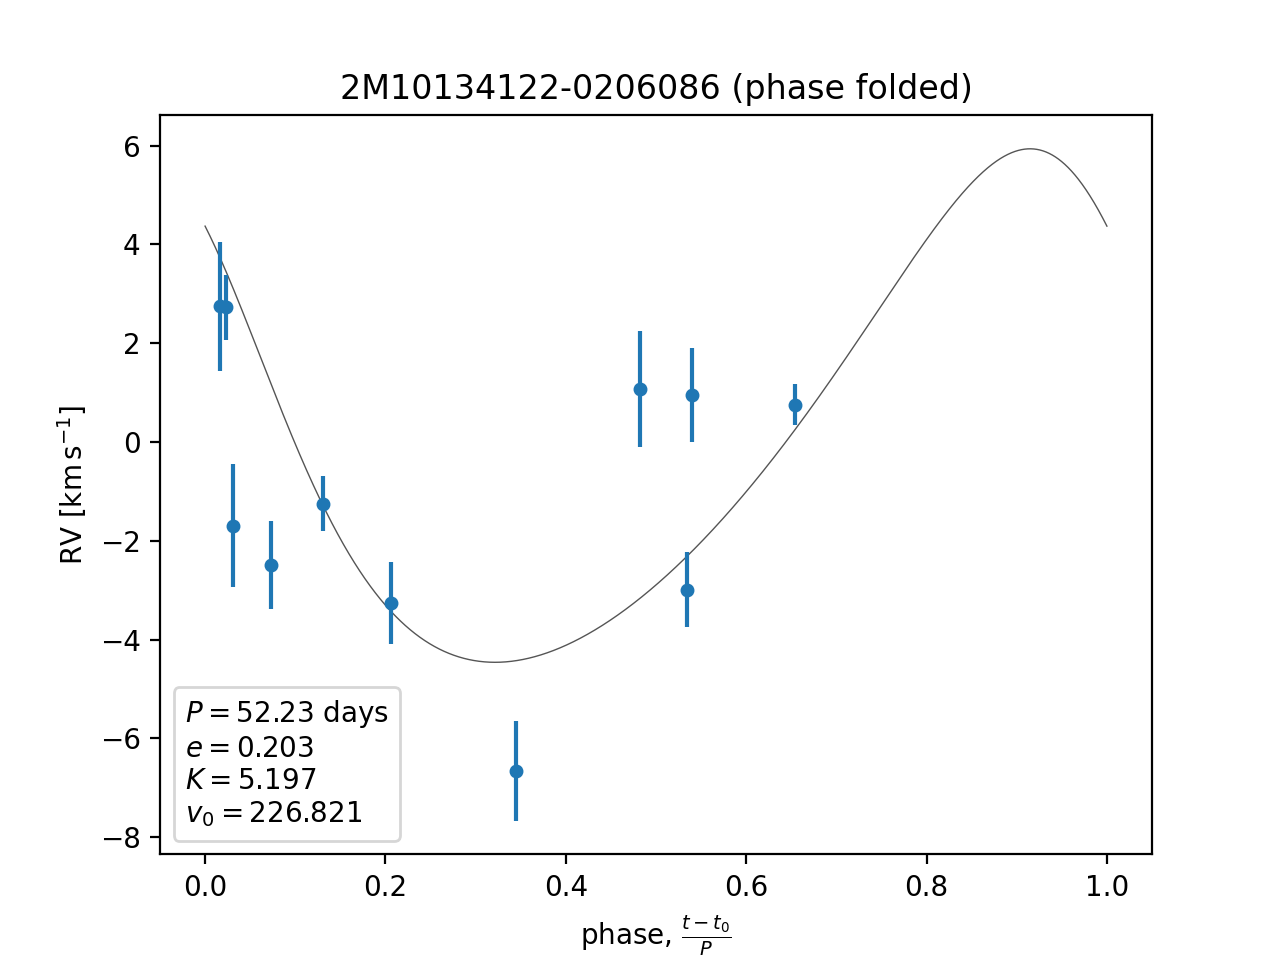 2M10134122-0206086 (phase folded)
6
4
2
0
−2
−4
−6
−8
RV [km s⁻¹]
P = 52.23 days
e = 0.203
K = 5.197
v₀ = 226.821
0.0 0.2 0.4 0.6 0.8 1.0
phase, (t − t₀)/P